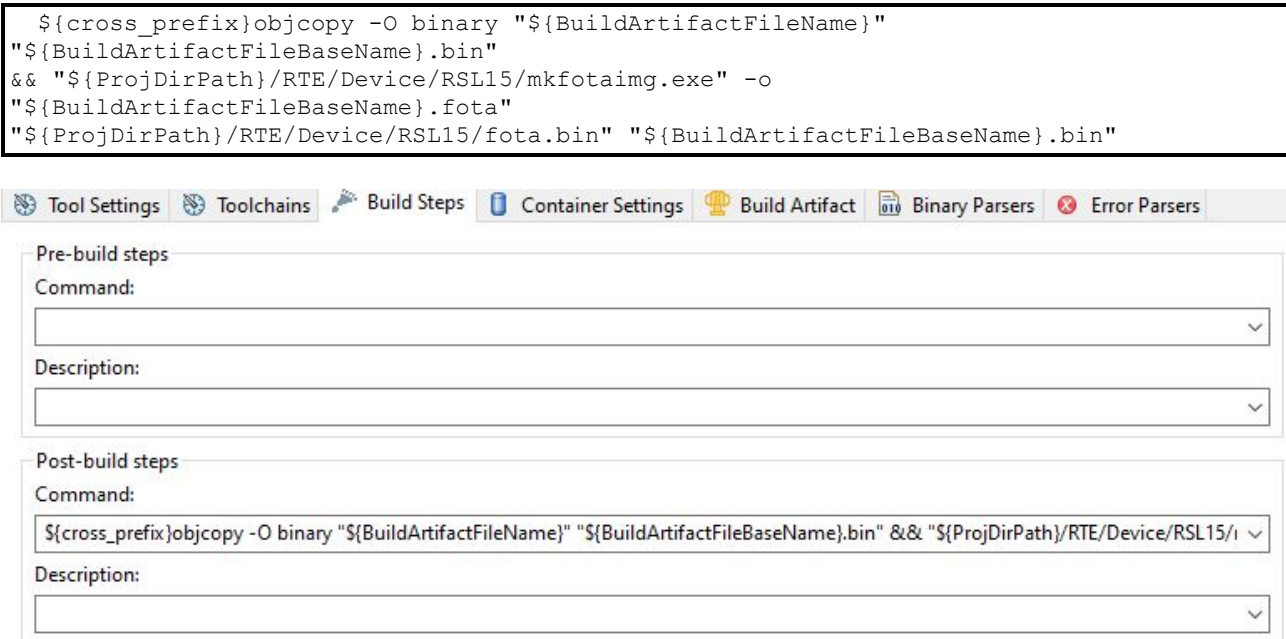 ${cross_prefix}objcopy -O binary "${BuildArtifactFileName}"
"${BuildArtifactFileBaseName}.bin"
&& "${ProjDirPath}/RTE/Device/RSL15/mkfotaimg.exe" -o
"${BuildArtifactFileBaseName}.fota"
"${ProjDirPath}/RTE/Device/RSL15/fota.bin" "${BuildArtifactFileBaseName}.bin"
Tool Settings Toolchains Build Steps Container Settings Build Artifact Binary Parsers Error Parsers
Pre-build steps
Command:
Description:
Post-build steps
Command:
${cross_prefix}objcopy -O binary "${BuildArtifactFileName}" "${BuildArtifactFileBaseName}.bin" && "${ProjDirPath}/RTE/Device/RSL15/
Description: